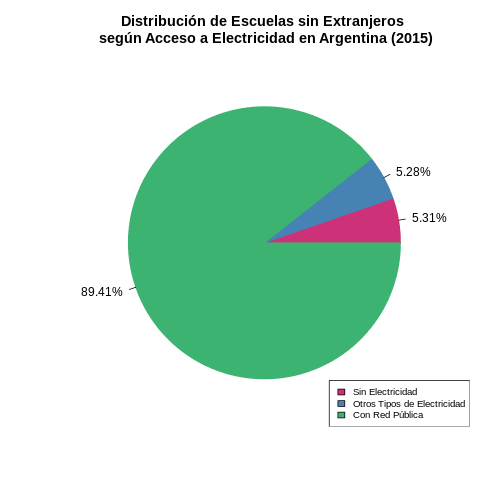 Distribución de Escuelas sin Extranjeros
según Acceso a Electricidad en Argentina (2015)
5.28%
5.31%
89.41%
Sin Electricidad
Otros Tipos de Electricidad
Con Red Pública